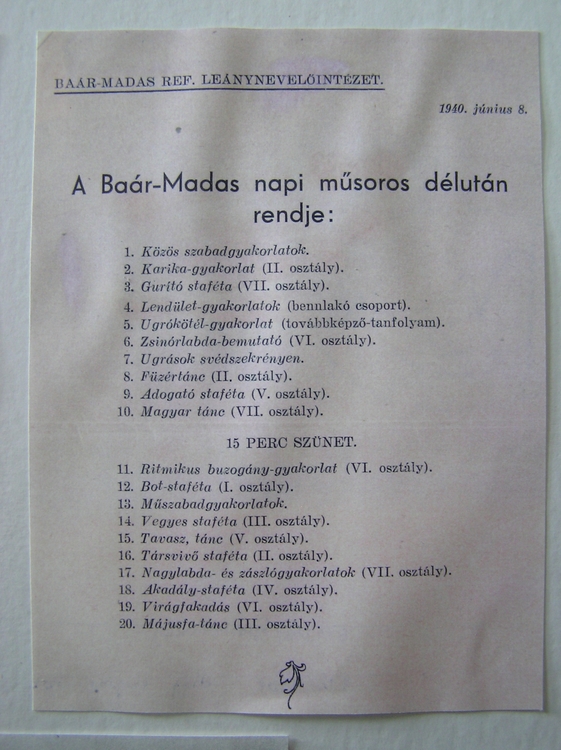 BAÁR-MADAS REF. LEÁNYNEVELŐINTÉZET.
1940. június 8.
A Baár-Madas napi műsoros délután
rendje:
1. Közös szabadgyakorlatok.
2. Karika-gyakorlat (II. osztály).
3. Gurító staféta (VII. osztály).
4. Lendület-gyakorlatok (bennlakó csoport).
5. Ugrókötél-gyakorlat (továbbképző-tanfolyam).
6. Zsinórlabda-bemutató (VI. osztály).
7. Ugrások svédszekrényen.
8. Füzértánc (II. osztály).
9. Adogató staféta (V. osztály).
10. Magyar tánc (VII. osztály).
15 PERC SZÜNET.
11. Ritmikus buzogány-gyakorlat (VI. osztály).
12. Bot-staféta (I. osztály).
13. Műszabadgyakorlatok.
14. Vegyes staféta (III. osztály).
15. Tavasz, tánc (V. osztály).
16. Társvivő staféta (II. osztály).
17. Nagylabda- és zászlógyakorlatok (VII. osztály).
18. Akadály-staféta (IV. osztály).
19. Virágfakadás (VI. osztály).
20. Májusfa-tánc (III. osztály).